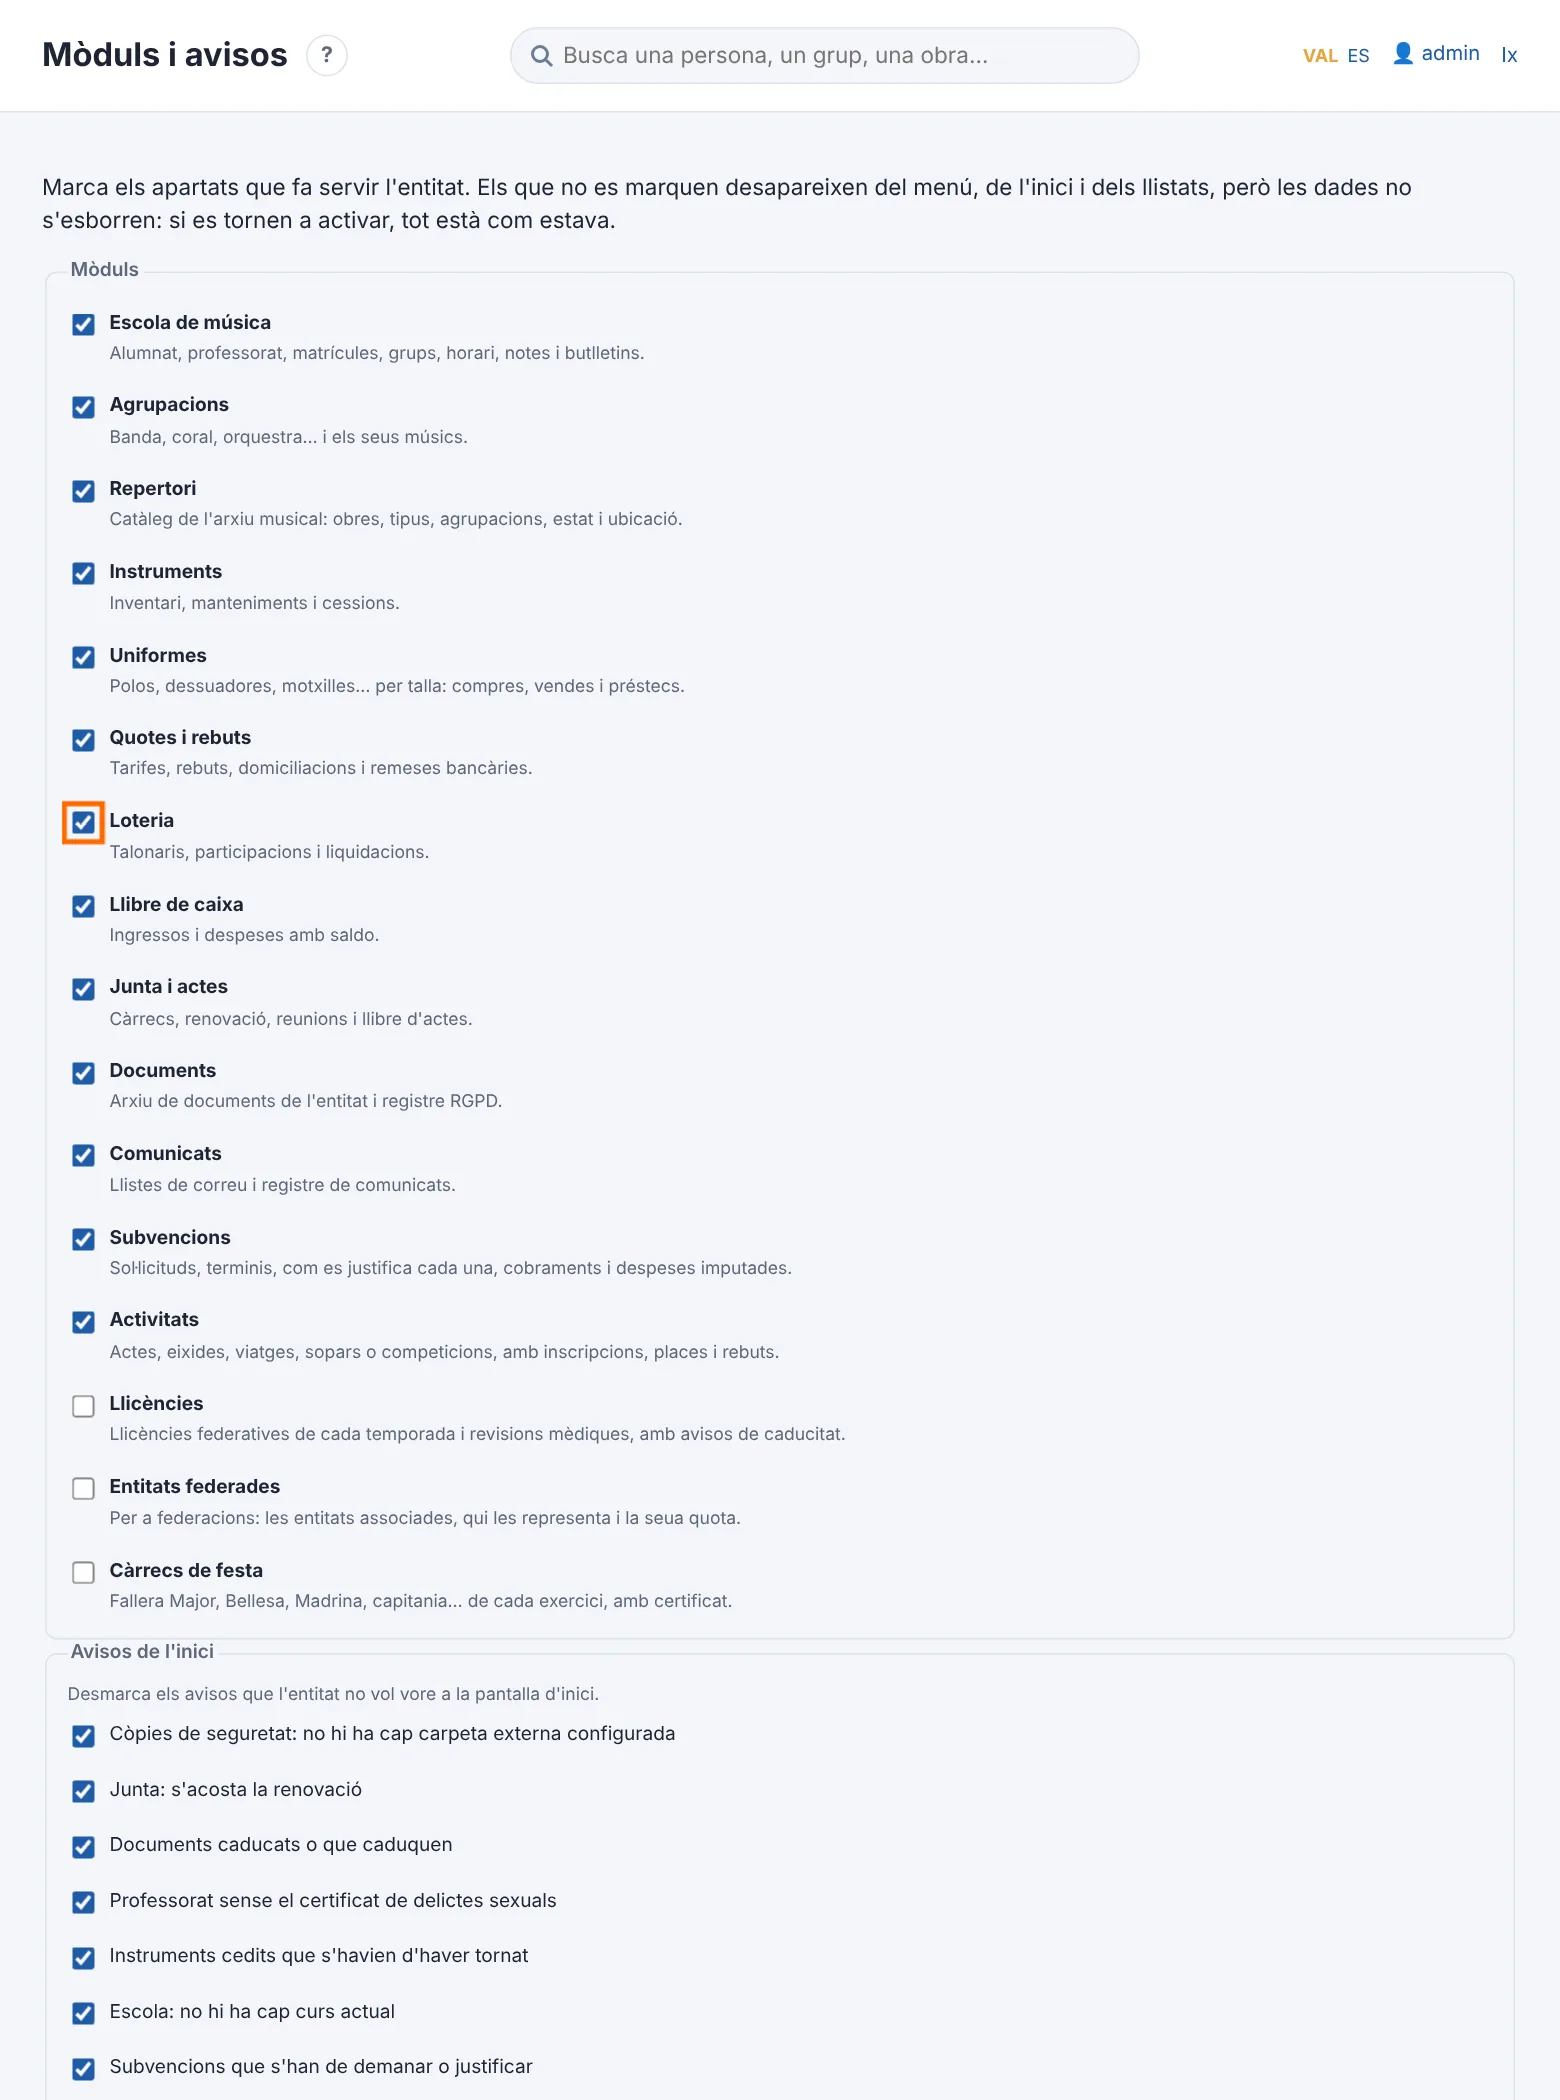 Mòduls i avisos ?
Busca una persona, un grup, una obra...
VAL ES admin Ix
Marca els apartats que fa servir l'entitat. Els que no es marquen desapareixen del menú, de l'inici i dels llistats, però les dades no
s'esborren: si es tornen a activar, tot està com estava.
Mòduls
Escola de música
Alumnat, professorat, matrícules, grups, horari, notes i butlletins.
Agrupacions
Banda, coral, orquestra... i els seus músics.
Repertori
Catàleg de l'arxiu musical: obres, tipus, agrupacions, estat i ubicació.
Instruments
Inventari, manteniments i cessions.
Uniformes
Polos, dessuadores, motxilles... per talla: compres, vendes i préstecs.
Quotes i rebuts
Tarifes, rebuts, domiciliacions i remeses bancàries.
Loteria
Talonaris, participacions i liquidacions.
Llibre de caixa
Ingressos i despeses amb saldo.
Junta i actes
Càrrecs, renovació, reunions i llibre d'actes.
Documents
Arxiu de documents de l'entitat i registre RGPD.
Comunicats
Llistes de correu i registre de comunicats.
Subvencions
Sol·licituds, terminis, com es justifica cada una, cobraments i despeses imputades.
Activitats
Actes, eixides, viatges, sopars o competicions, amb inscripcions, places i rebuts.
Llicències
Llicències federatives de cada temporada i revisions mèdiques, amb avisos de caducitat.
Entitats federades
Per a federacions: les entitats associades, qui les representa i la seua quota.
Càrrecs de festa
Fallera Major, Bellesa, Madrina, capitania... de cada exercici, amb certificat.
Avisos de l'inici
Desmarca els avisos que l'entitat no vol vore a la pantalla d'inici.
Còpies de seguretat: no hi ha cap carpeta externa configurada
Junta: s'acosta la renovació
Documents caducats o que caduquen
Professorat sense el certificat de delictes sexuals
Instruments cedits que s'havien d'haver tornat
Escola: no hi ha cap curs actual
Subvencions que s'han de demanar o justificar